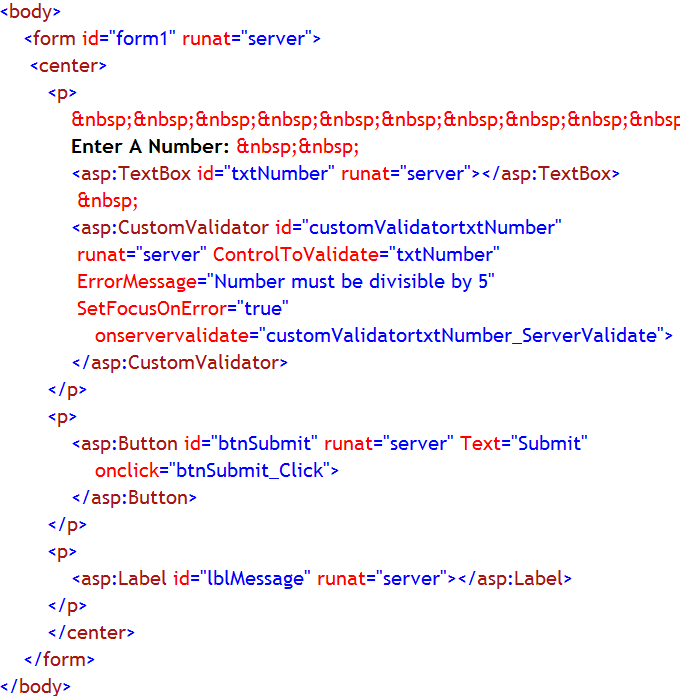 <body>
<form id="form1" runat="server">
<center>
<p>
&nbsp;&nbsp;&nbsp;&nbsp;&nbsp;&nbsp;&nbsp;&nbsp;&nbsp;&nbsp
Enter A Number: &nbsp;&nbsp;
<asp:TextBox id="txtNumber" runat="server"></asp:TextBox>
&nbsp;
<asp:CustomValidator id="customValidatortxtNumber"
runat="server" ControlToValidate="txtNumber"
ErrorMessage="Number must be divisible by 5"
SetFocusOnError="true"
onservervalidate="customValidatortxtNumber_ServerValidate">
</asp:CustomValidator>
</p>
<p>
<asp:Button id="btnSubmit" runat="server" Text="Submit"
onclick="btnSubmit_Click">
</asp:Button>
</p>
<p>
<asp:Label id="lblMessage" runat="server"></asp:Label>
</p>
</center>
</form>
</body>